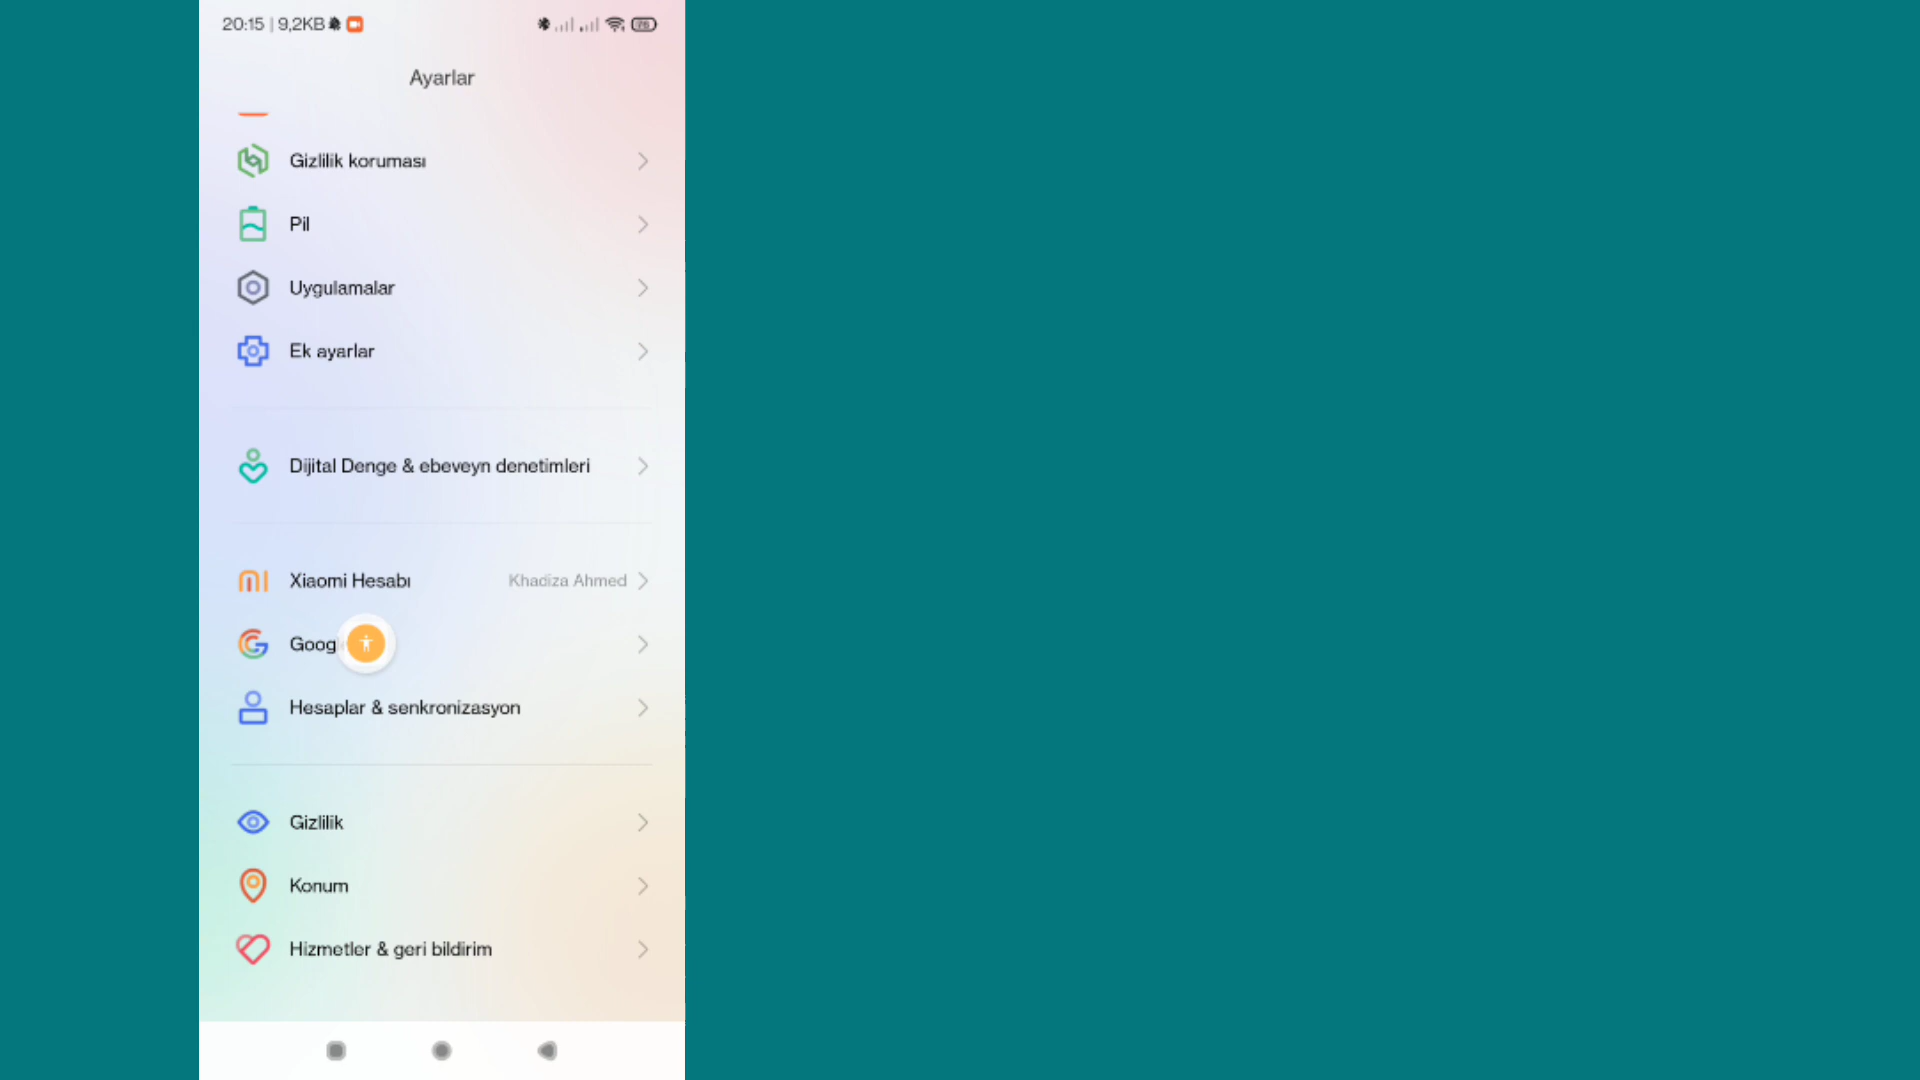 20:15 | 9,2KB
Ayarlar
Gizlilik koruması
Pil
Uygulamalar
Ek ayarlar
Dijital Denge & ebeveyn denetimleri
Xiaomi Hesabı Khadiza Ahmed
Goog
Hesaplar & senkronizasyon
Gizlilik
Konum
Hizmetler & geri bildirim